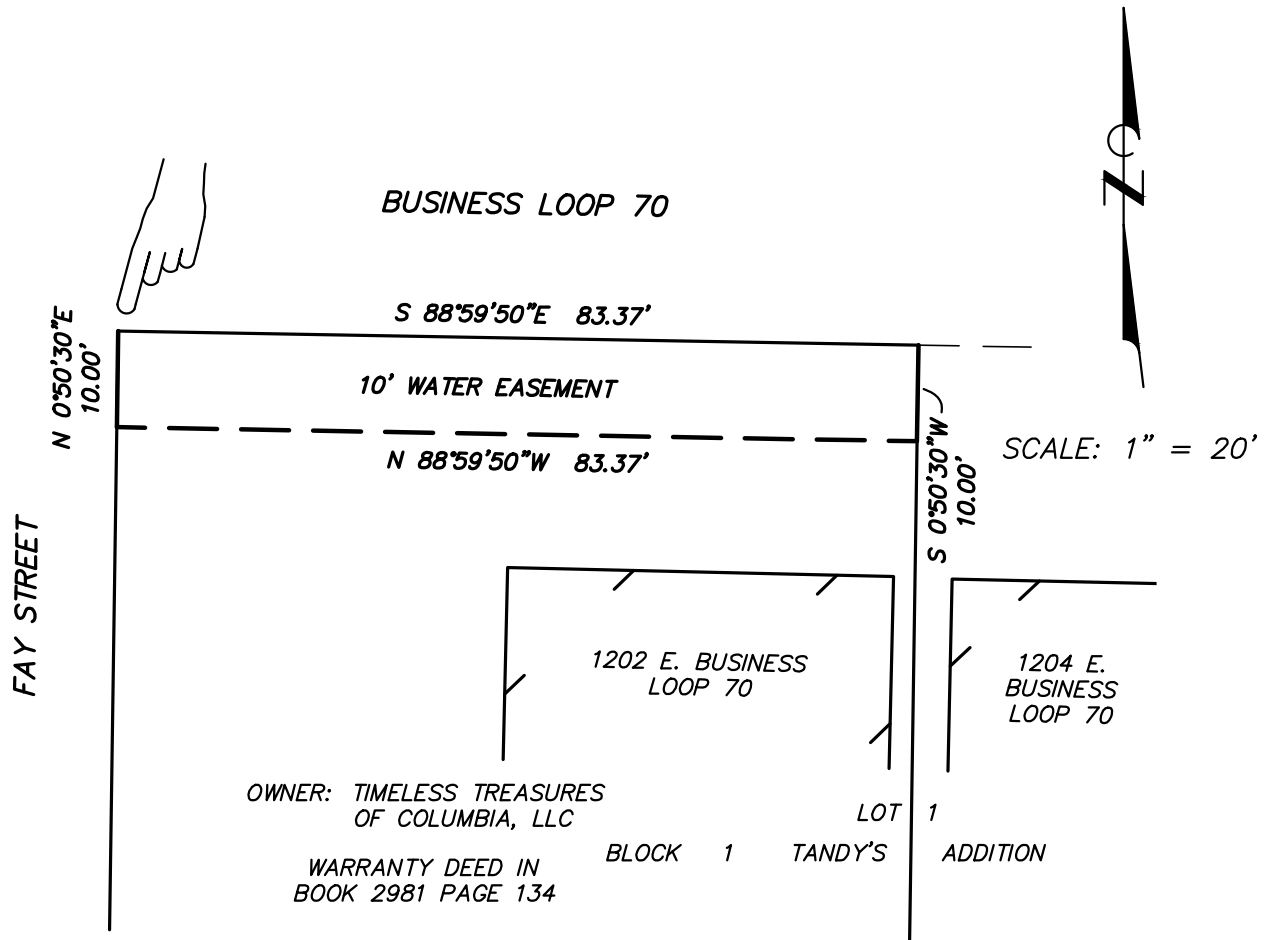 BUSINESS LOOP 70
S 88°59'50"E 83.37'
N 0°50'30"E
10.00'
10' WATER EASEMENT
N 88°59'50"W 83.37'
S 0°50'30"W
10.00'
SCALE: 1" = 20'
FAY STREET
1202 E. BUSINESS
LOOP 70
1204 E.
BUSINESS
LOOP 70
OWNER: TIMELESS TREASURES
OF COLUMBIA, LLC
WARRANTY DEED IN
BOOK 2981 PAGE 134
LOT 1
BLOCK 1 TANDY'S ADDITION
N